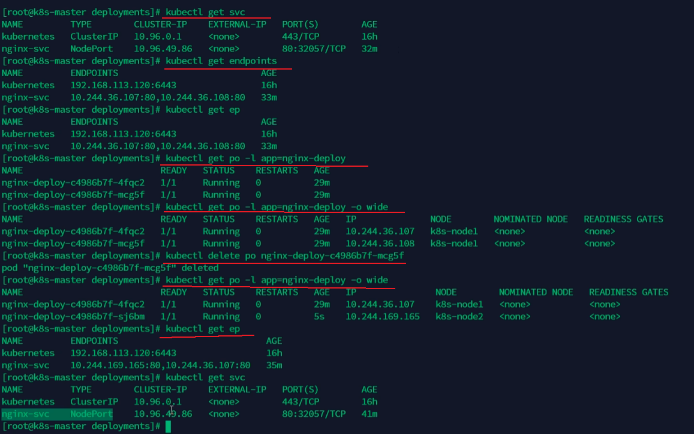 [root@k8s-master deployments]# kubectl get svc
NAME TYPE CLUSTER-IP EXTERNAL-IP PORT(S) AGE
kubernetes ClusterIP 10.96.0.1 <none> 443/TCP 16h
nginx-svc NodePort 10.96.49.86 <none> 80:32057/TCP 32m
[root@k8s-master deployments]# kubectl get endpoints
NAME ENDPOINTS AGE
kubernetes 192.168.113.120:6443 16h
nginx-svc 10.244.36.107:80,10.244.36.108:80 33m
[root@k8s-master deployments]# kubectl get ep
NAME ENDPOINTS AGE
kubernetes 192.168.113.120:6443 16h
nginx-svc 10.244.36.107:80,10.244.36.108:80 33m
[root@k8s-master deployments]# kubectl get po -l app=nginx-deploy
NAME READY STATUS RESTARTS AGE
nginx-deploy-c4986b7f-4fqc2 1/1 Running 0 29m
nginx-deploy-c4986b7f-mcg5f 1/1 Running 0 29m
[root@k8s-master deployments]# kubectl get po -l app=nginx-deploy -o wide
NAME READY STATUS RESTARTS AGE IP NODE NOMINATED NODE READINESS GATES
nginx-deploy-c4986b7f-4fqc2 1/1 Running 0 29m 10.244.36.107 k8s-node1 <none> <none>
nginx-deploy-c4986b7f-mcg5f 1/1 Running 0 29m 10.244.36.108 k8s-node1 <none> <none>
[root@k8s-master deployments]# kubectl delete po nginx-deploy-c4986b7f-mcg5f
pod "nginx-deploy-c4986b7f-mcg5f" deleted
[root@k8s-master deployments]# kubectl get po -l app=nginx-deploy -o wide
NAME READY STATUS RESTARTS AGE IP NODE NOMINATED NODE READINESS GATES
nginx-deploy-c4986b7f-4fqc2 1/1 Running 0 29m 10.244.36.107 k8s-node1 <none> <none>
nginx-deploy-c4986b7f-sj6bm 1/1 Running 0 5s 10.244.169.165 k8s-node2 <none> <none>
[root@k8s-master deployments]# kubectl get ep
NAME ENDPOINTS AGE
kubernetes 192.168.113.120:6443 16h
nginx-svc 10.244.169.165:80,10.244.36.107:80 35m
[root@k8s-master deployments]# kubectl get svc
NAME TYPE CLUSTER-IP EXTERNAL-IP PORT(S) AGE
kubernetes ClusterIP 10.96.0.1 <none> 443/TCP 16h
nginx-svc NodePort 10.96.49.86 <none> 80:32057/TCP 41m
[root@k8s-master deployments]#